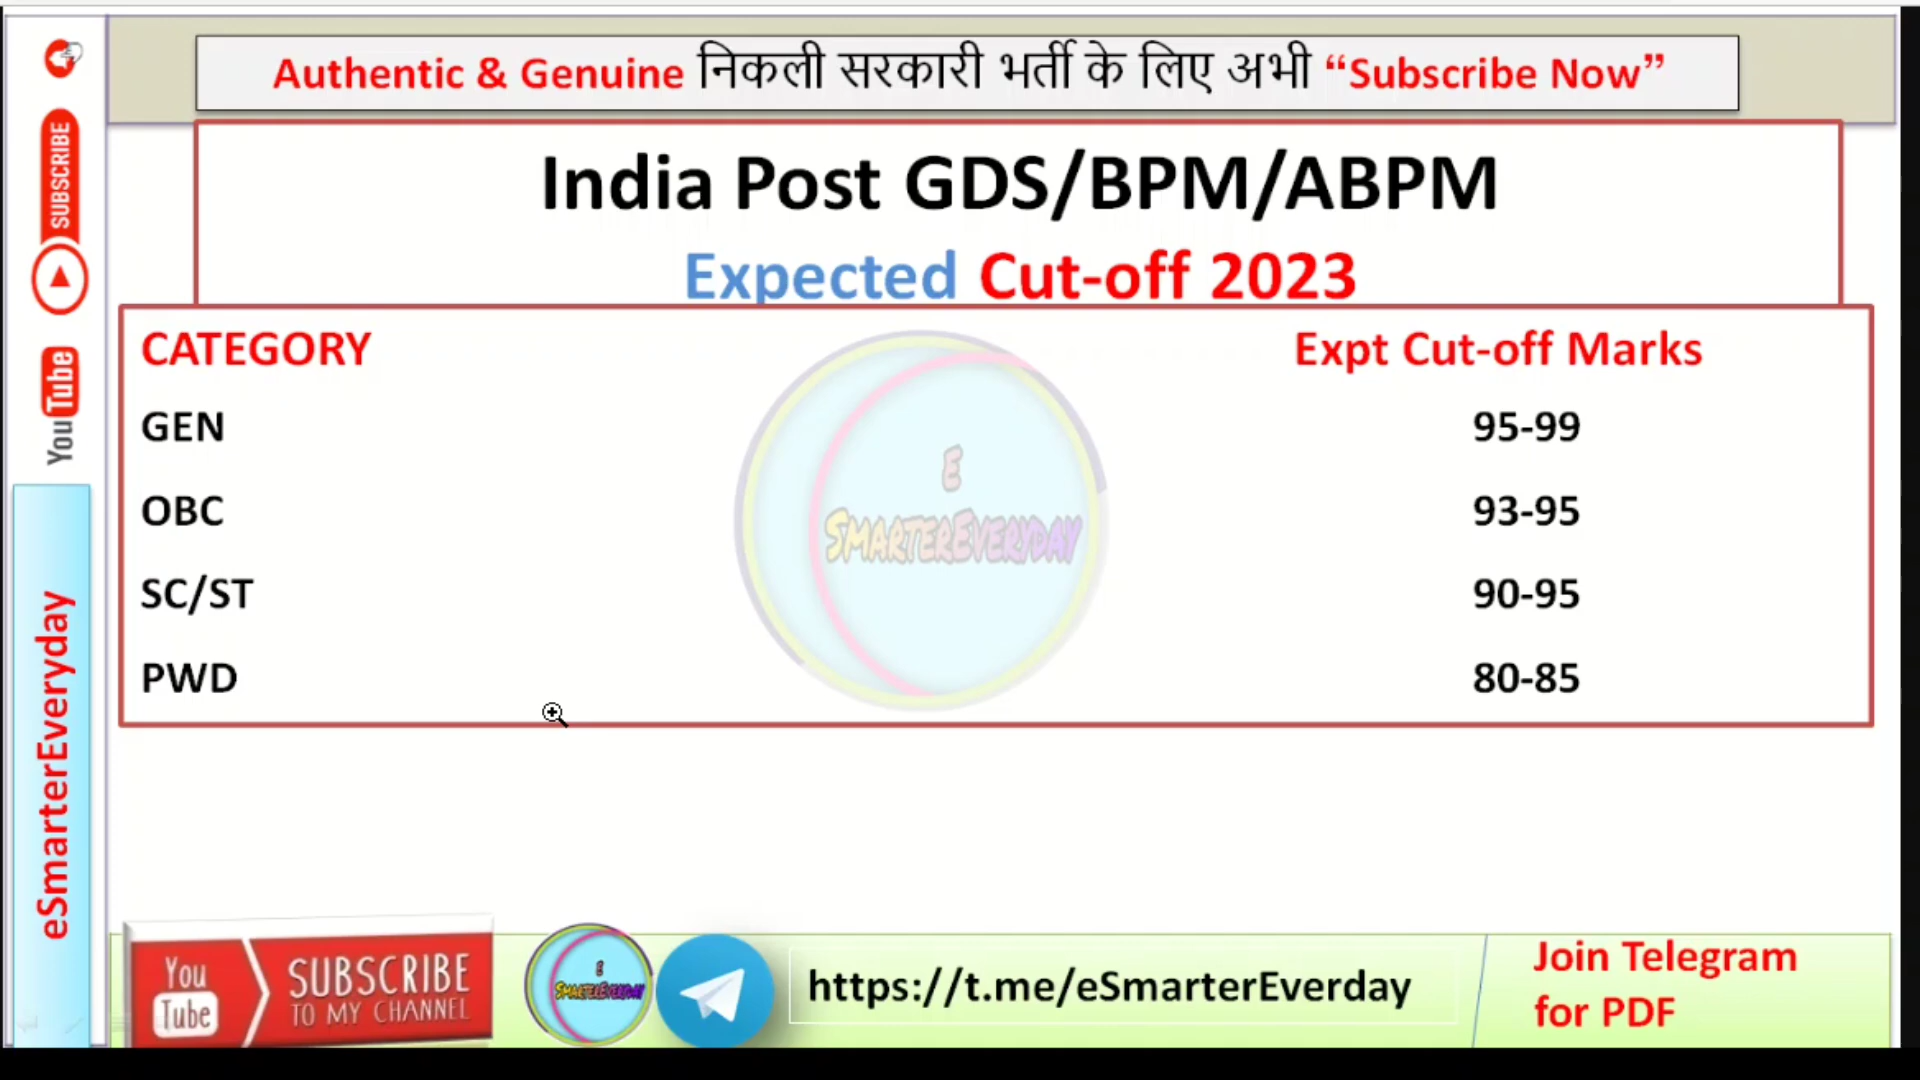 Authentic & Genuine निकली सरकारी भर्ती के लिए अभी “Subscribe Now”
India Post GDS/BPM/ABPM
Expected Cut-off 2023
CATEGORY Expt Cut-off Marks
GEN 95-99
OBC 93-95
SC/ST 90-95
PWD 80-85
E
SMARTEREVERYDAY
SUBSCRIBE
YouTube
eSmarterEveryday
You
Tube
SUBSCRIBE
TO MY CHANNEL
E
SMARTEREVERYDAY
https://t.me/eSmarterEverday
Join Telegram
for PDF